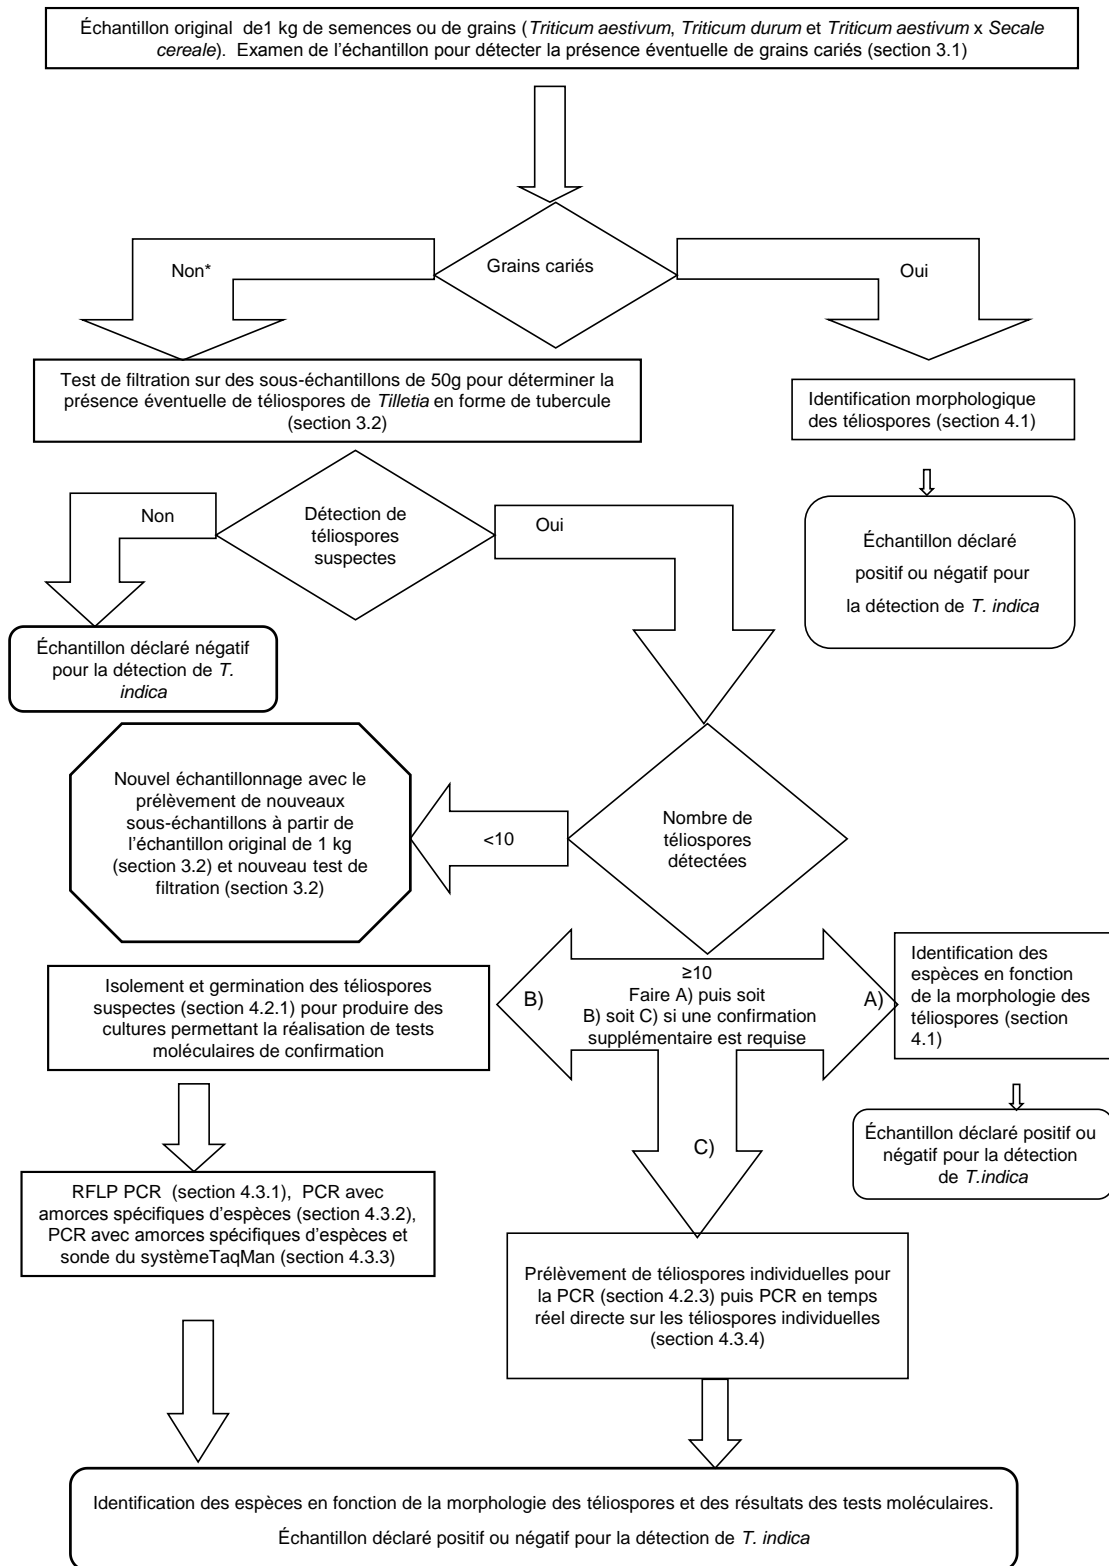 Échantillon original de1 kg de semences ou de grains (Triticum aestivum, Triticum durum et Triticum aestivum x Secale
cereale). Examen de l'échantillon pour détecter la présence éventuelle de grains cariés (section 3.1)
Grains cariés
Non*
Oui
Test de filtration sur des sous-échantillons de 50g pour déterminer la
présence éventuelle de téliospores de Tilletia en forme de tubercule
(section 3.2)
Identification morphologique
des téliospores (section 4.1)
Échantillon déclaré
positif ou négatif pour
la détection de T. indica
Détection de
téliospores
suspectes
Non
Oui
Échantillon déclaré négatif
pour la détection de T.
indica
Nombre de
téliospores
détectées
<10
Nouvel échantillonnage avec le
prélèvement de nouveaux
sous-échantillons à partir de
l'échantillon original de 1 kg
(section 3.2) et nouveau test de
filtration (section 3.2)
≥10
Faire A) puis soit
B) soit C) si une confirmation
supplémentaire est requise
A)
B)
C)
Identification des
espèces en fonction
de la morphologie des
téliospores (section
4.1)
Échantillon déclaré positif ou
négatif pour la détection
de T.indica
Isolement et germination des téliospores
suspectes (section 4.2.1) pour produire des
cultures permettant la réalisation de tests
moléculaires de confirmation
RFLP PCR (section 4.3.1), PCR avec
amorces spécifiques d'espèces (section 4.3.2),
PCR avec amorces spécifiques d'espèces et
sonde du systèmeTaqMan (section 4.3.3)
Prélèvement de téliospores individuelles pour
la PCR (section 4.2.3) puis PCR en temps
réel directe sur les téliospores individuelles
(section 4.3.4)
Identification des espèces en fonction de la morphologie des téliospores et des résultats des tests moléculaires.
Échantillon déclaré positif ou négatif pour la détection de T. indica